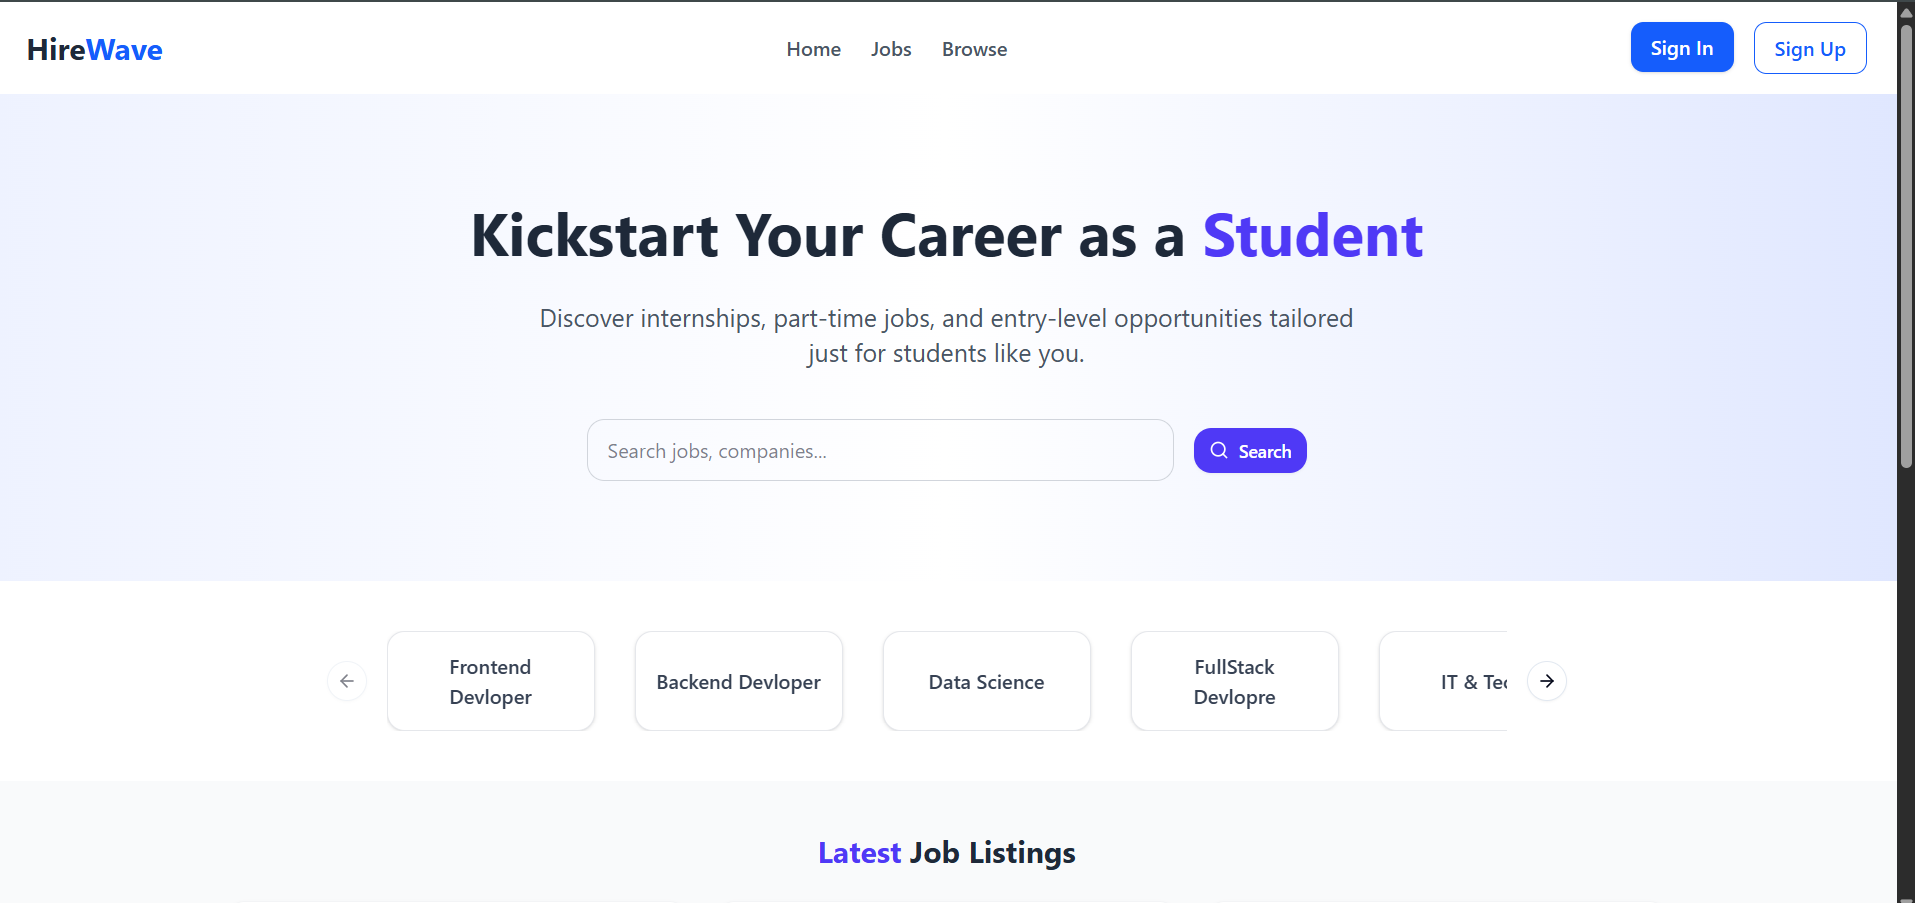 HireWave
Home Jobs Browse
Sign In
Sign Up
Kickstart Your Career as a Student
Discover internships, part-time jobs, and entry-level opportunities tailored
just for students like you.
Search jobs, companies...
Search
Frontend
Devloper
Backend Devloper
Data Science
FullStack
Devlopre
IT & Te
Latest Job Listings